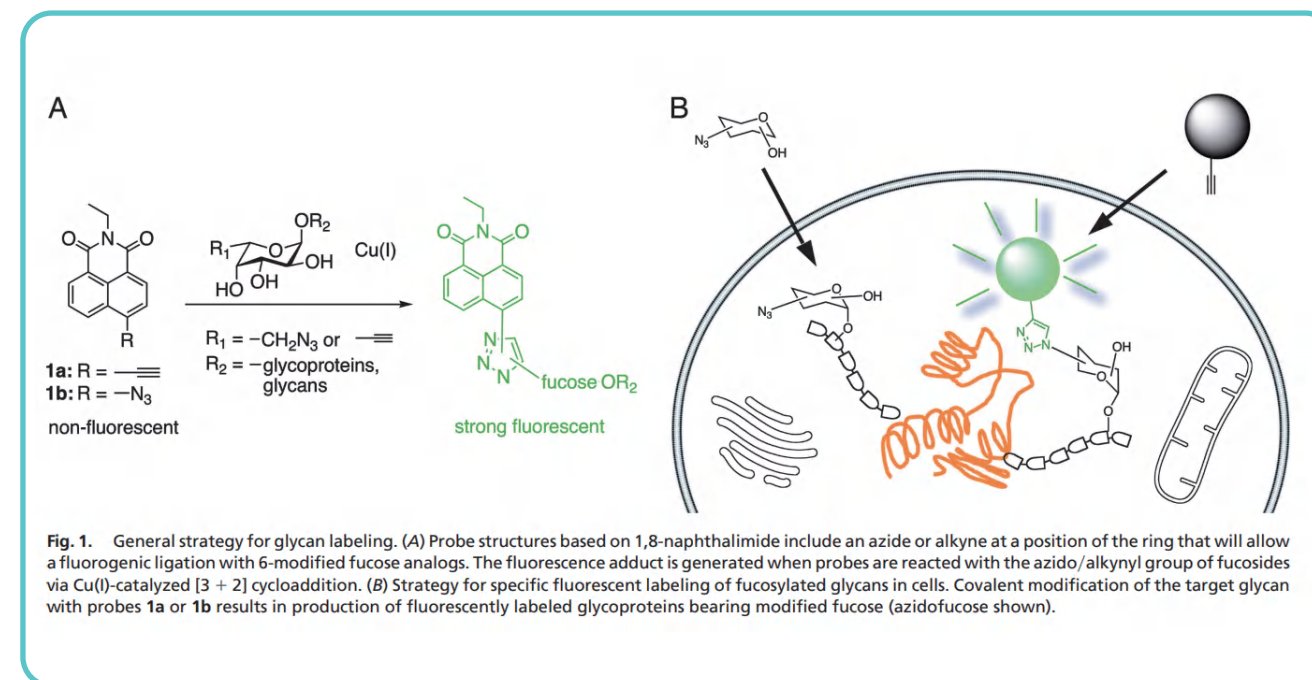 A
O
N
O
R
1a: R = —≡
1b: R = —N3
non-fluorescent
OR2
R1
O
OH
HO
OH
Cu(I)
R1 = –CH2N3 or —≡
R2 = –glycoproteins,
glycans
O
N
O
N
N
N
fucose OR2
strong fluorescent
B
N3
O
OH
N3
O
OH
O
N
N
N
OH
O
O
Fig. 1. General strategy for glycan labeling. (A) Probe structures based on 1,8-naphthalimide include an azide or alkyne at a position of the ring that will allow
a fluorogenic ligation with 6-modified fucose analogs. The fluorescence adduct is generated when probes are reacted with the azido/alkynyl group of fucosides
via Cu(I)-catalyzed [3 + 2] cycloaddition. (B) Strategy for specific fluorescent labeling of fucosylated glycans in cells. Covalent modification of the target glycan
with probes 1a or 1b results in production of fluorescently labeled glycoproteins bearing modified fucose (azidofucose shown).